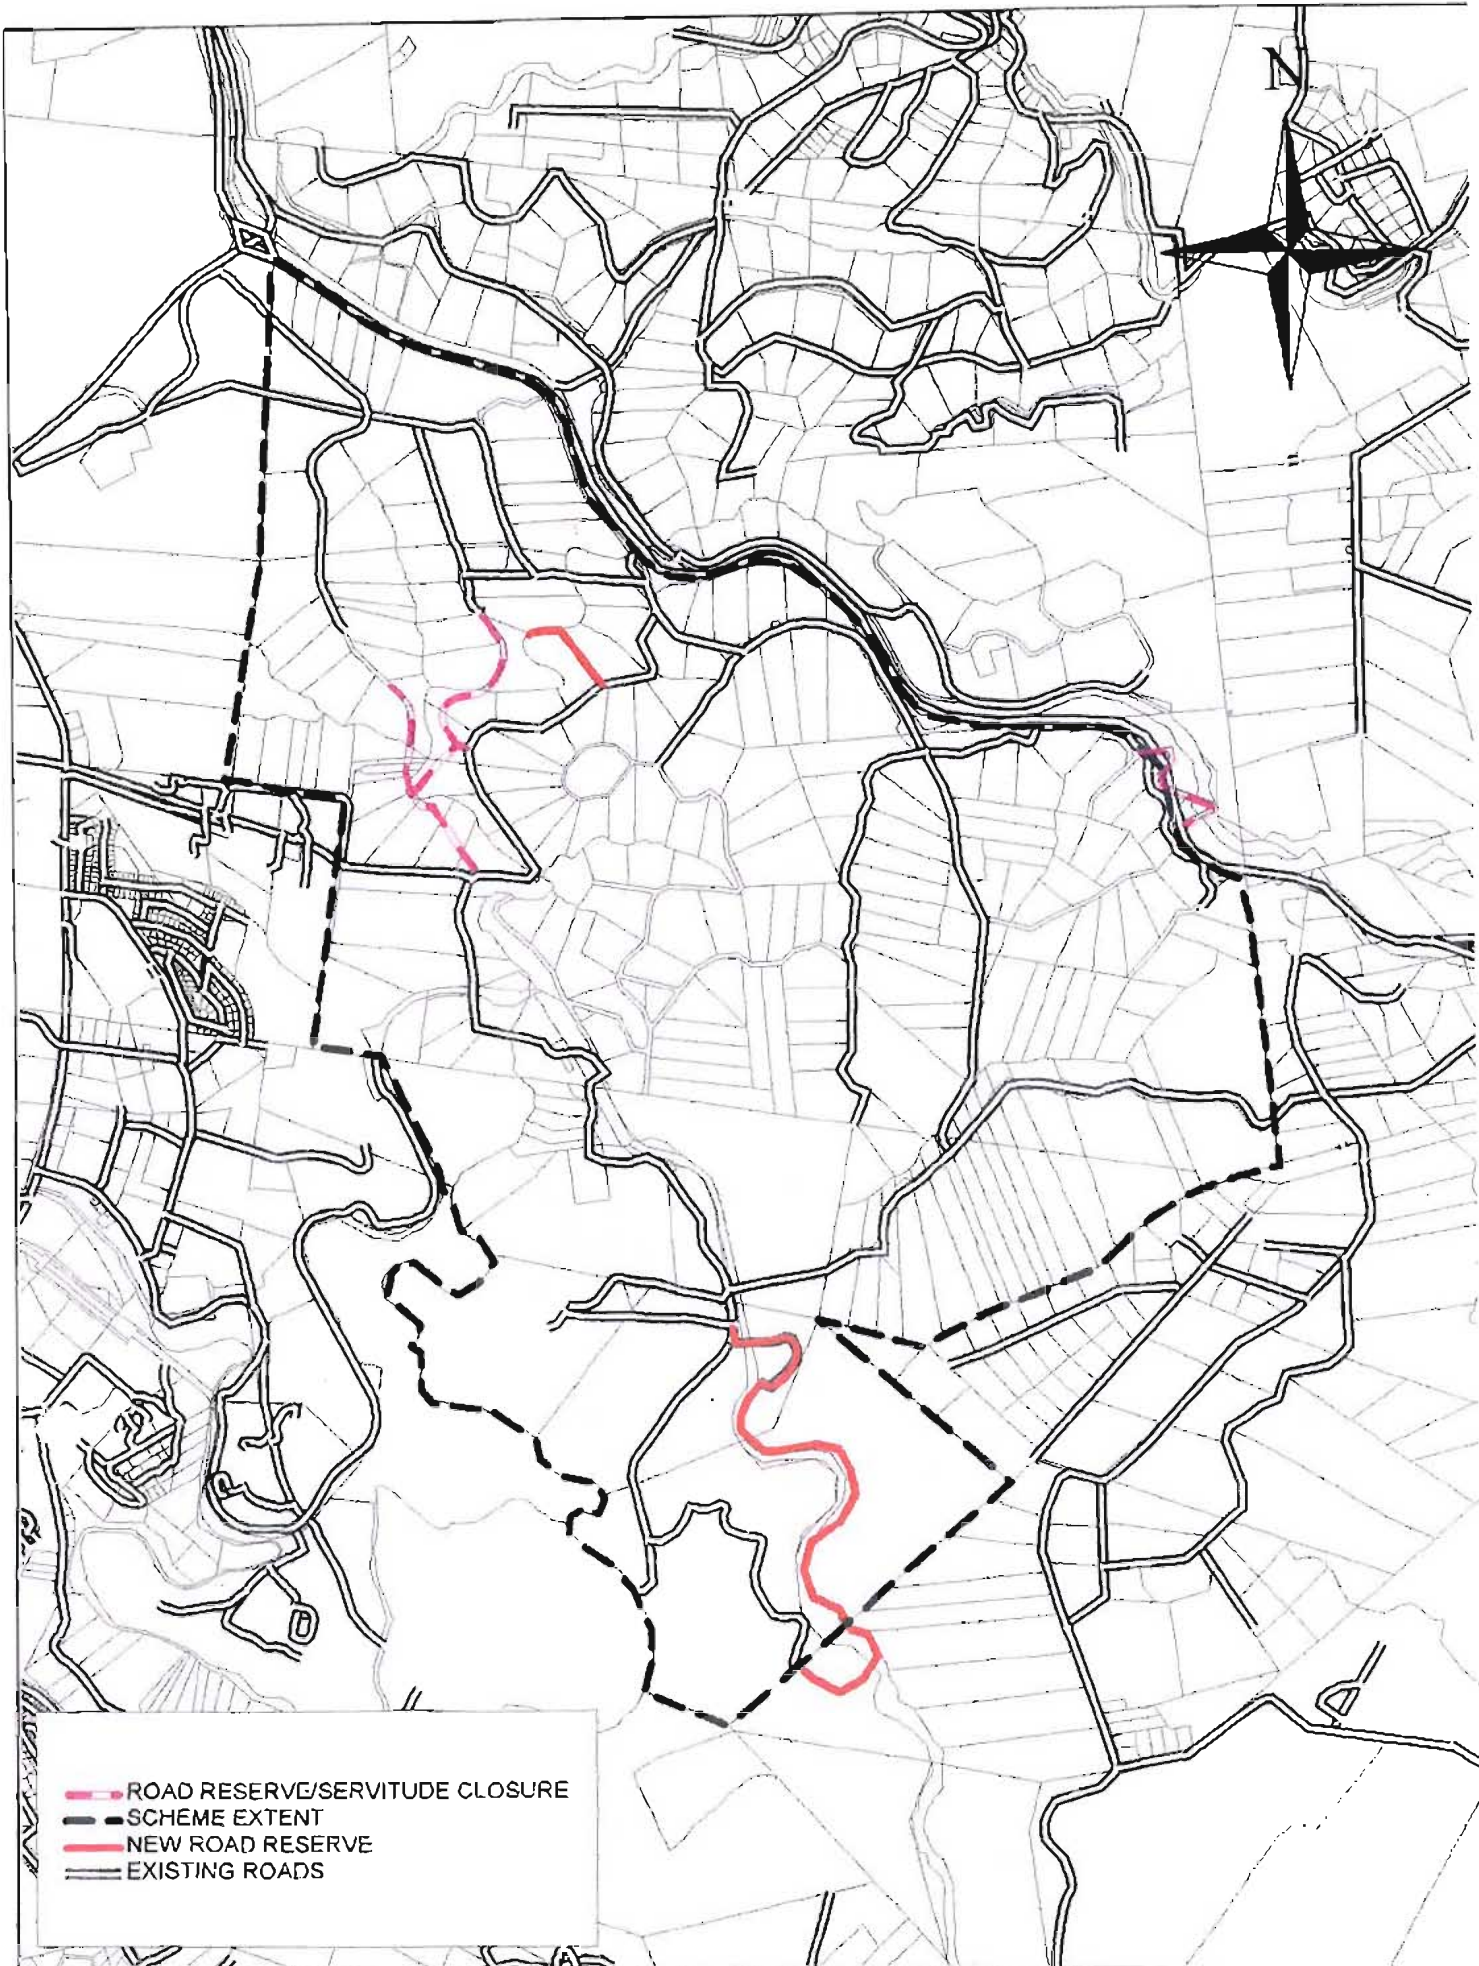 N
ROAD RESERVE/SERVITUDE CLOSURE
SCHEME EXTENT
NEW ROAD RESERVE
EXISTING ROADS